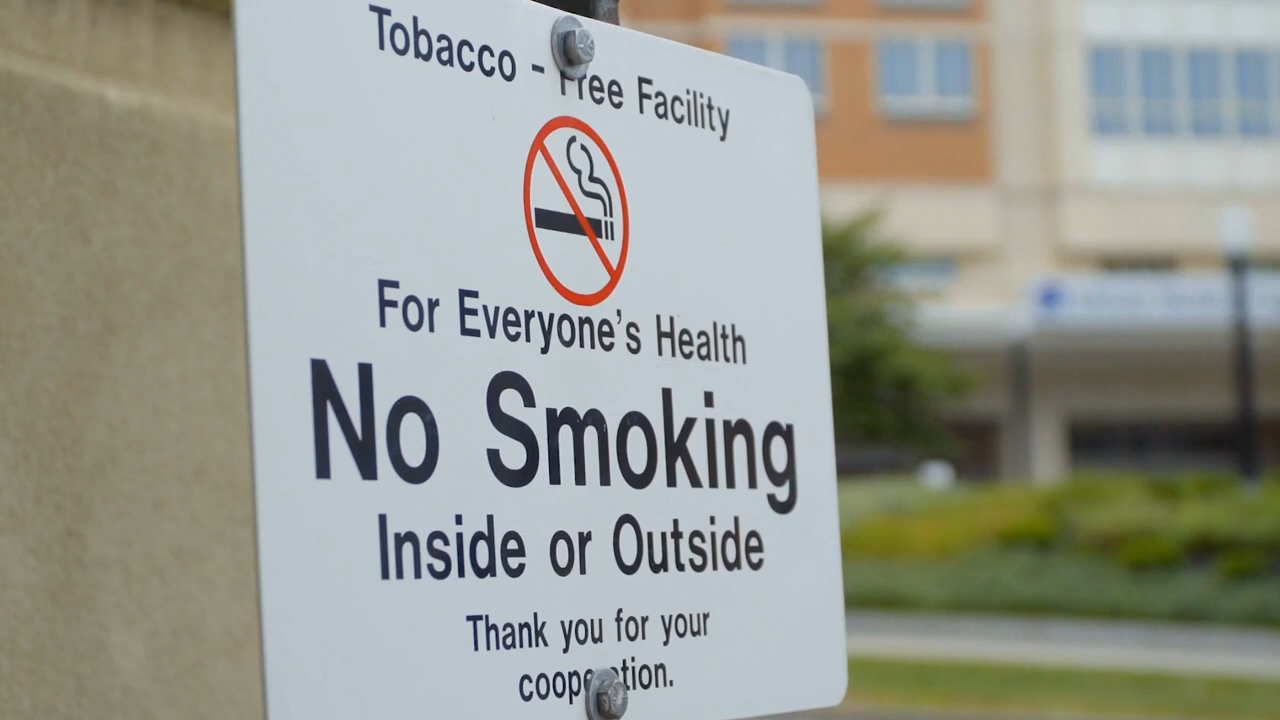 Tobacco - Free Facility
For Everyone's Health
No Smoking
Inside or Outside
Thank you for your
cooperation.